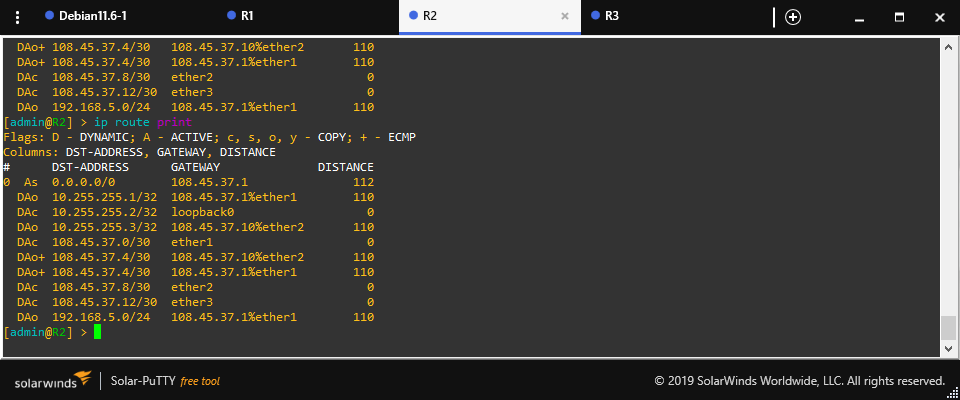 Debian11.6-1 R1 R2 × R3
DAo+ 108.45.37.4/30 108.45.37.10%ether2 110
DAo+ 108.45.37.4/30 108.45.37.1%ether1 110
DAc 108.45.37.8/30 ether2 0
DAc 108.45.37.12/30 ether3 0
DAo 192.168.5.0/24 108.45.37.1%ether1 110
[admin@R2] > ip route print
Flags: D - DYNAMIC; A - ACTIVE; c, s, o, y - COPY; + - ECMP
Columns: DST-ADDRESS, GATEWAY, DISTANCE
# DST-ADDRESS GATEWAY DISTANCE
0 As 0.0.0.0/0 108.45.37.1 112
DAo 10.255.255.1/32 108.45.37.1%ether1 110
DAc 10.255.255.2/32 loopback0 0
DAo 10.255.255.3/32 108.45.37.10%ether2 110
DAc 108.45.37.0/30 ether1 0
DAo+ 108.45.37.4/30 108.45.37.10%ether2 110
DAo+ 108.45.37.4/30 108.45.37.1%ether1 110
DAc 108.45.37.8/30 ether2 0
DAc 108.45.37.12/30 ether3 0
DAo 192.168.5.0/24 108.45.37.1%ether1 110
[admin@R2] >
solarwinds Solar-PuTTY free tool © 2019 SolarWinds Worldwide, LLC. All rights reserved.